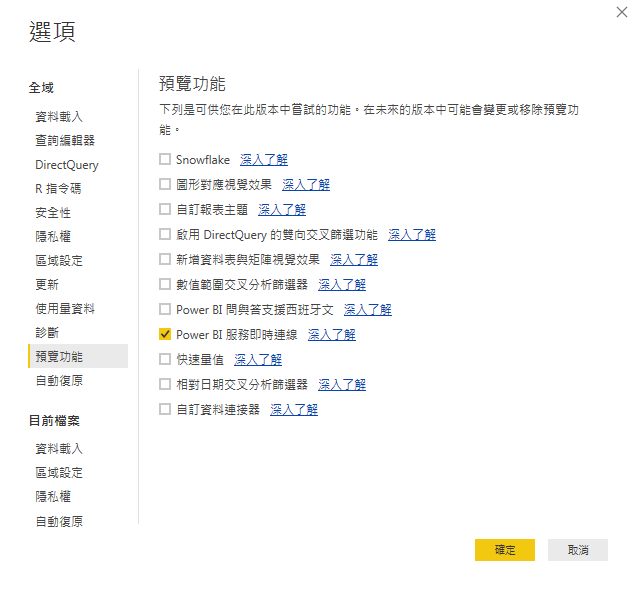 選項
全域
資料載入
查詢編輯器
DirectQuery
R 指令碼
安全性
隱私權
區域設定
更新
使用量資料
診斷
預覽功能
自動復原
目前檔案
資料載入
區域設定
隱私權
自動復原
預覽功能
下列是可供您在此版本中嘗試的功能。在未來的版本中可能會變更或移除預覽功
能。
Snowflake 深入了解
圖形對應視覺效果 深入了解
自訂報表主題 深入了解
啟用 DirectQuery 的雙向交叉篩選功能 深入了解
新增資料表與矩陣視覺效果 深入了解
數值範圍交叉分析篩選器 深入了解
Power BI 問與答支援西班牙文 深入了解
Power BI 服務即時連線 深入了解
快速量值 深入了解
相對日期交叉分析篩選器 深入了解
自訂資料連接器 深入了解
確定
取消